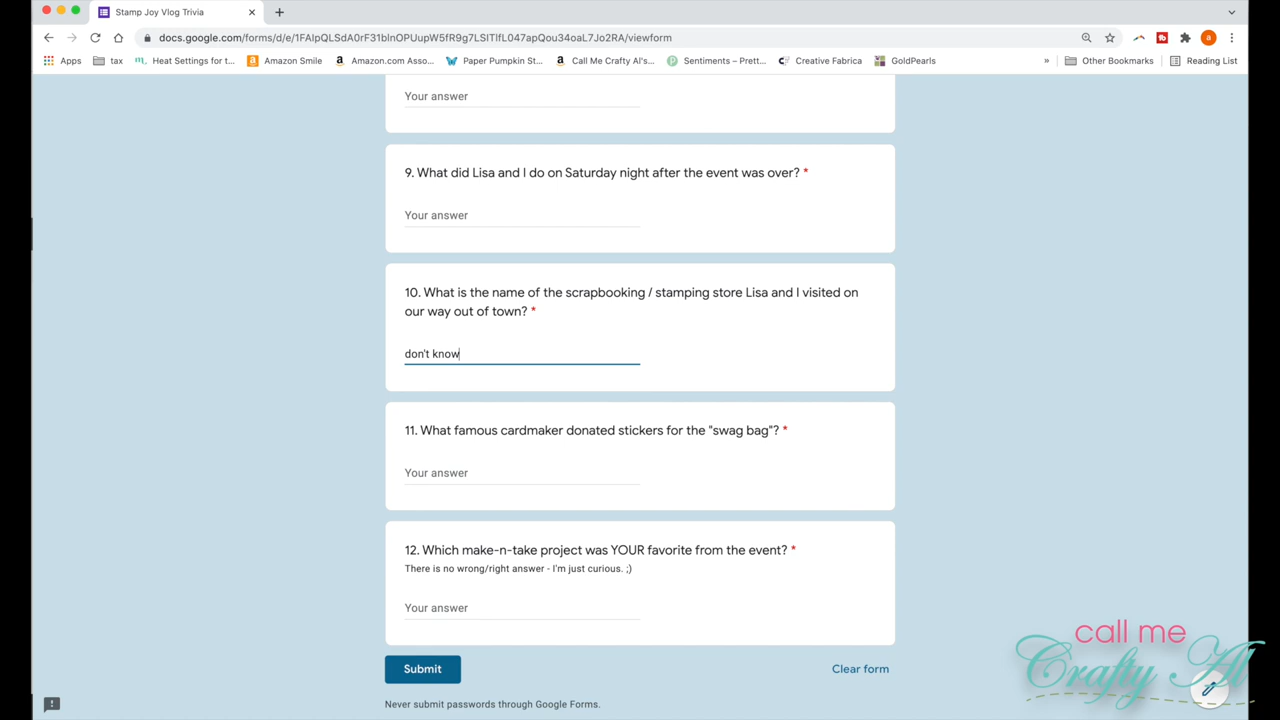 Stamp Joy Vlog Trivia
docs.google.com/forms/d/e/1FAIpQLSdA0rF31blnOPUupW5fR9g7LSITIfL047apQou34oaL7Jo2RA/viewform
Apps
tax
Heat Settings for t...
Amazon Smile
Amazon.com Asso...
Paper Pumpkin St...
Call Me Crafty Al's...
Sentiments – Prett...
Creative Fabrica
GoldPearls
»
Other Bookmarks
Reading List
Your answer
9. What did Lisa and I do on Saturday night after the event was over? *
Your answer
10. What is the name of the scrapbooking / stamping store Lisa and I visited on
our way out of town? *
don't know
11. What famous cardmaker donated stickers for the "swag bag"? *
Your answer
12. Which make-n-take project was YOUR favorite from the event? *
There is no wrong/right answer - I'm just curious. ;)
Your answer
Submit
Clear form
Never submit passwords through Google Forms.
call me
Crafty Al